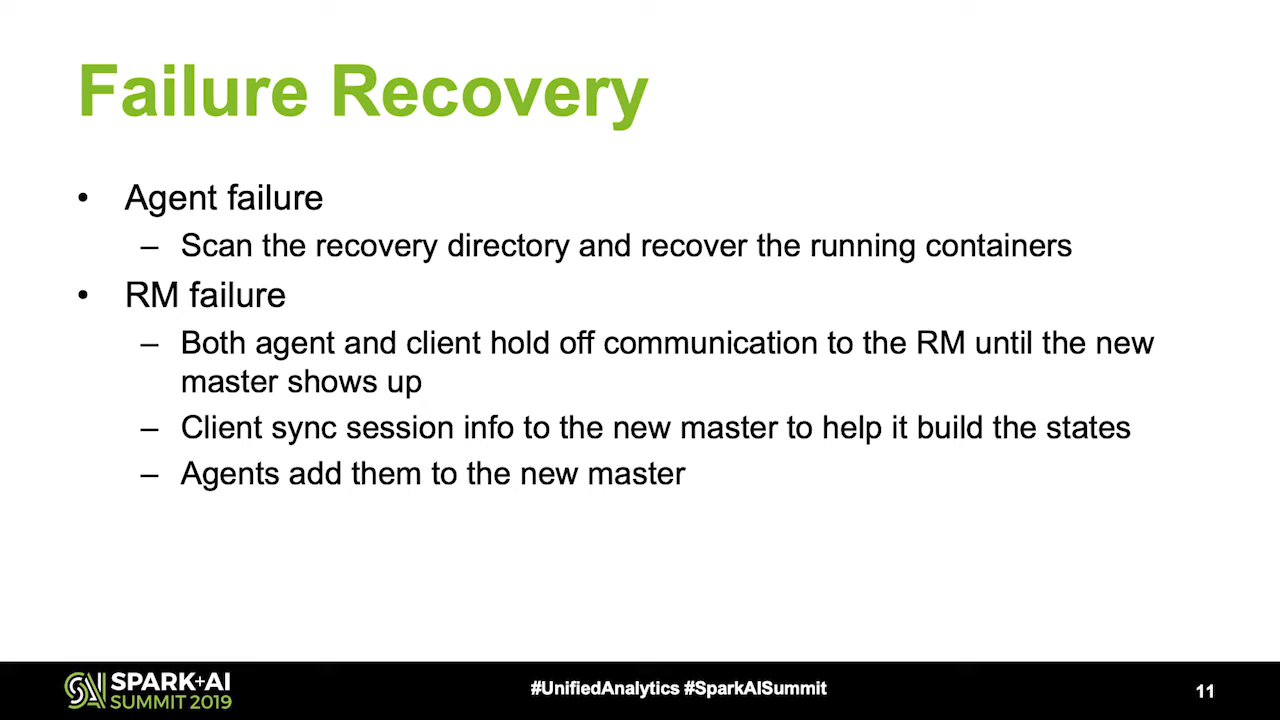 Failure Recovery
• Agent failure
– Scan the recovery directory and recover the running containers
• RM failure
– Both agent and client hold off communication to the RM until the new
master shows up
– Client sync session info to the new master to help it build the states
– Agents add them to the new master
SPARK+AI
SUMMIT 2019
#UnifiedAnalytics #SparkAISummit
11